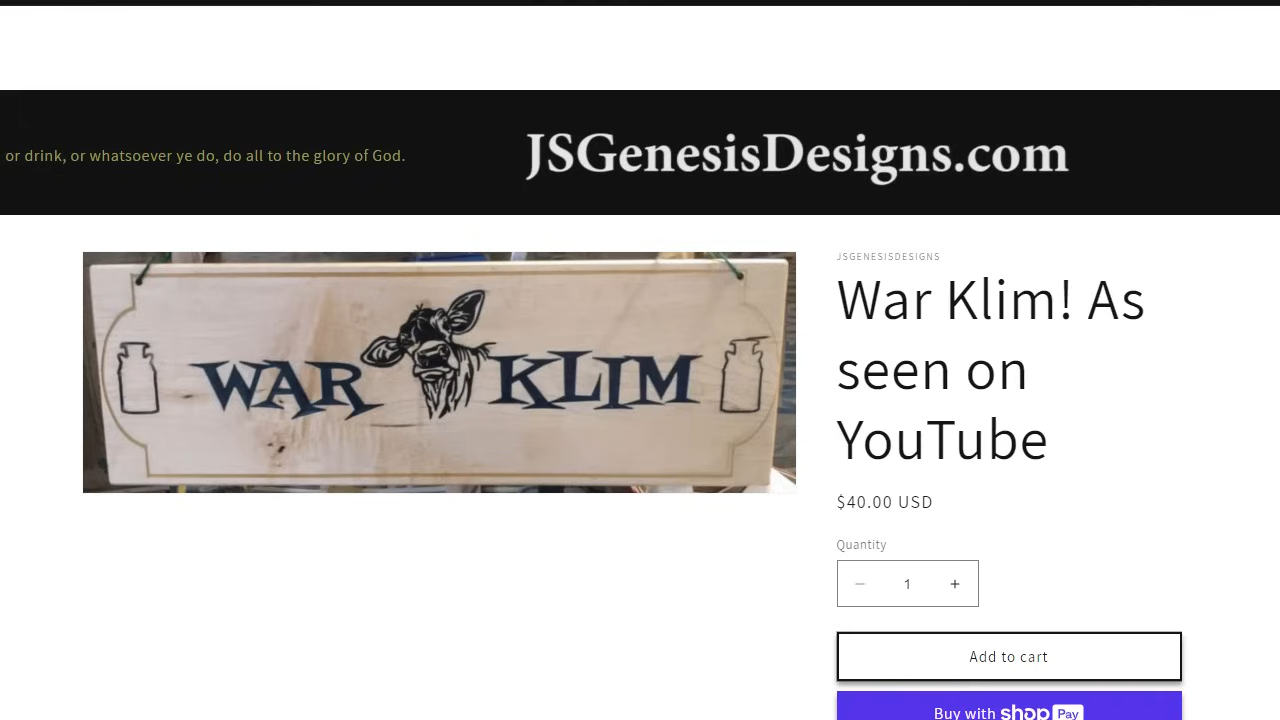 or drink, or whatsoever ye do, do all to the glory of God.
JSGenesisDesigns.com
WAR KLIM
JSGENESISDESIGNS
War Klim! As
seen on
YouTube
$40.00 USD
Quantity
− 1 +
Add to cart
Buy with shop Pay